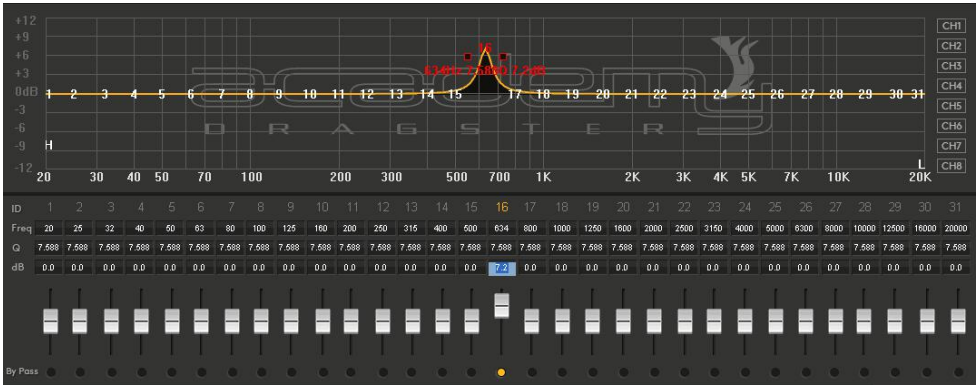 +12
+9
+6
+3
0dB
-3
-6
-9
-12
16
634Hz 7.588Q 7.2dB
1 2 3 4 5 6 7 8 9 10 11 12 13 14 15 17 18 19 20 21 22 23 24 25 26 27 28 29 30 31
academy
DRAGSTER
H
L
20 30 40 50 70 100 200 300 500 700 1K 2K 3K 4K 5K 7K 10K 20K
CH1
CH2
CH3
CH4
CH5
CH6
CH7
CH8
ID 1 2 3 4 5 6 7 8 9 10 11 12 13 14 15 16 17 18 19 20 21 22 23 24 25 26 27 28 29 30 31
Freq 20 25 32 40 50 63 80 100 125 160 200 250 315 400 500 634 800 1000 1250 1600 2000 2500 3150 4000 5000 6300 8000 10000 12500 16000 20000
Q 7.588 7.588 7.588 7.588 7.588 7.588 7.588 7.588 7.588 7.588 7.588 7.588 7.588 7.588 7.588 7.588 7.588 7.588 7.588 7.588 7.588 7.588 7.588 7.588 7.588 7.588 7.588 7.588 7.588 7.588 7.588
dB 0.0 0.0 0.0 0.0 0.0 0.0 0.0 0.0 0.0 0.0 0.0 0.0 0.0 0.0 0.0 7.2 0.0 0.0 0.0 0.0 0.0 0.0 0.0 0.0 0.0 0.0 0.0 0.0 0.0 0.0 0.0
By Pass